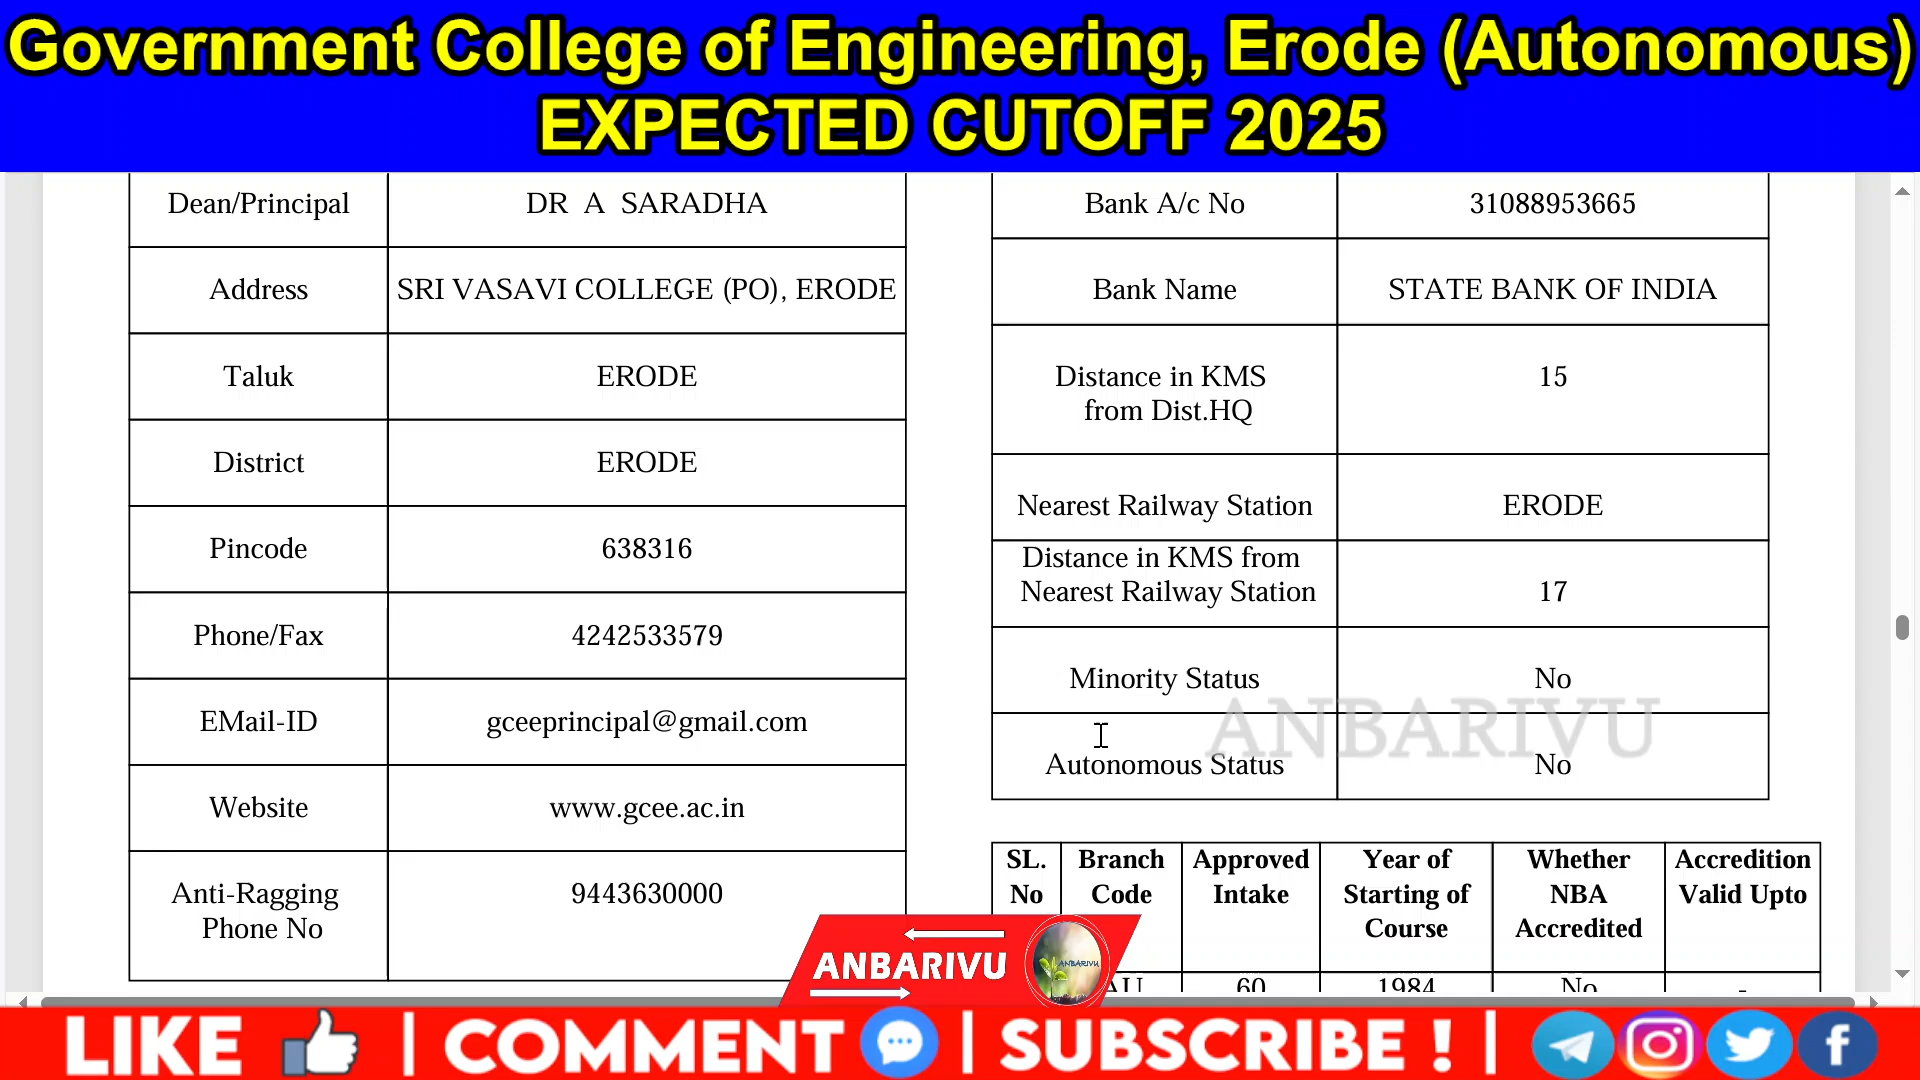 Government College of Engineering, Erode (Autonomous)
EXPECTED CUTOFF 2025
Dean/Principal DR A SARADHA
Address SRI VASAVI COLLEGE (PO), ERODE
Taluk ERODE
District ERODE
Pincode 638316
Phone/Fax 4242533579
EMail-ID gceeprincipal@gmail.com
Website www.gcee.ac.in
Anti-Ragging 9443630000
Phone No
Bank A/c No 31088953665
Bank Name STATE BANK OF INDIA
Distance in KMS 15
from Dist.HQ
Nearest Railway Station ERODE
Distance in KMS from
Nearest Railway Station 17
Minority Status No
ANBARIVU
Autonomous Status No
SL. Branch Approved Year of Whether Accredition
No Code Intake Starting of NBA Valid Upto
Course Accredited
AU 60 1984 No -
ANBARIVU
ANBARIVU
LIKE | COMMENT | SUBSCRIBE ! |